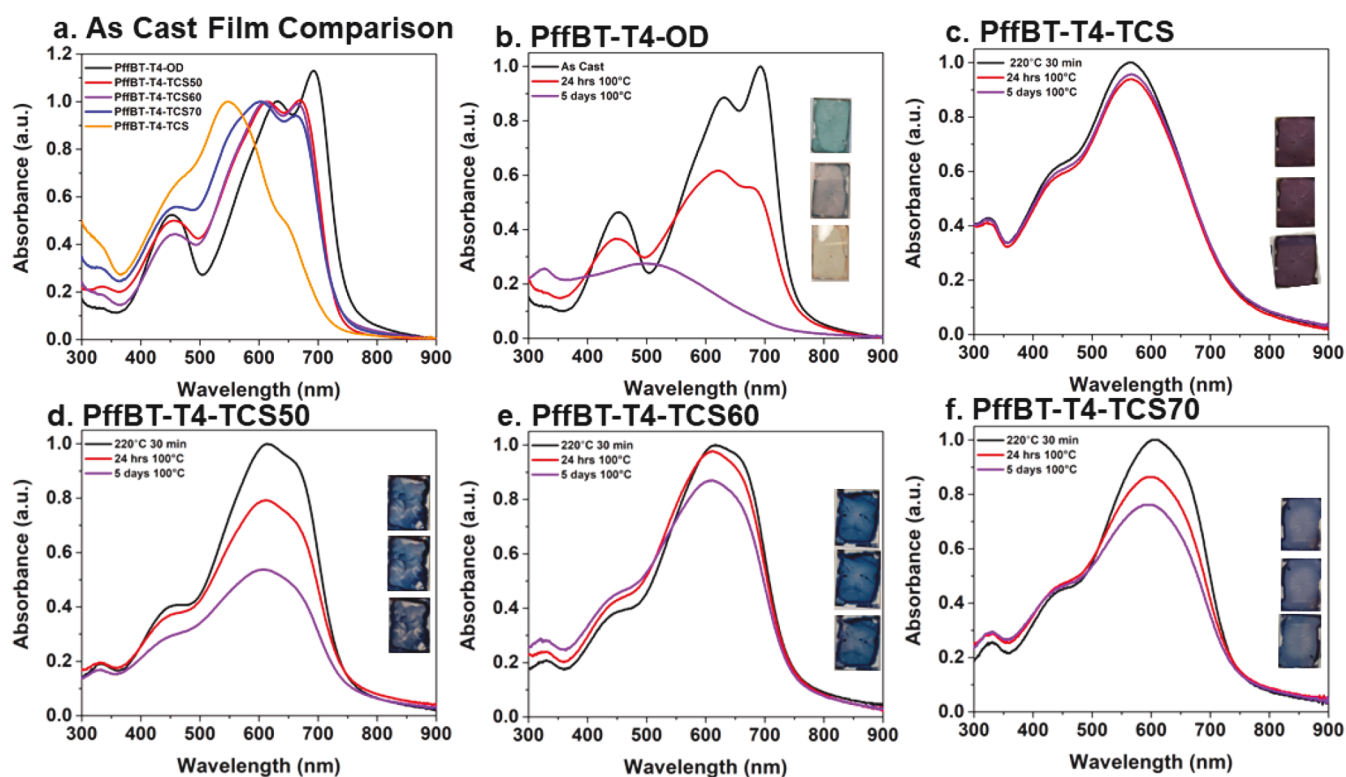 a. As Cast Film Comparison
1.2
1.0
0.8
0.6
0.4
0.2
0.0
Absorbance (a.u.)
PffBT-T4-OD
PffBT-T4-TCS50
PffBT-T4-TCS60
PffBT-T4-TCS70
PffBT-T4-TCS
300 400 500 600 700 800 900
Wavelength (nm)
b. PffBT-T4-OD
1.0
0.8
0.6
0.4
0.2
0.0
Absorbance (a.u.)
As Cast
24 hrs 100°C
5 days 100°C
300 400 500 600 700 800 900
Wavelength (nm)
c. PffBT-T4-TCS
1.0
0.8
0.6
0.4
0.2
0.0
Absorbance (a.u.)
220°C 30 min
24 hrs 100°C
5 days 100°C
300 400 500 600 700 800 900
Wavelength (nm)
d. PffBT-T4-TCS50
1.0
0.8
0.6
0.4
0.2
0.0
Absorbance (a.u.)
220°C 30 min
24 hrs 100°C
5 days 100°C
300 400 500 600 700 800 900
Wavelength (nm)
e. PffBT-T4-TCS60
1.0
0.8
0.6
0.4
0.2
0.0
Absorbance (a.u.)
220°C 30 min
24 hrs 100°C
5 days 100°C
300 400 500 600 700 800 900
Wavelength (nm)
f. PffBT-T4-TCS70
1.0
0.8
0.6
0.4
0.2
0.0
Absorbance (a.u.)
220°C 30 min
24 hrs 100°C
5 days 100°C
300 400 500 600 700 800 900
Wavelength (nm)